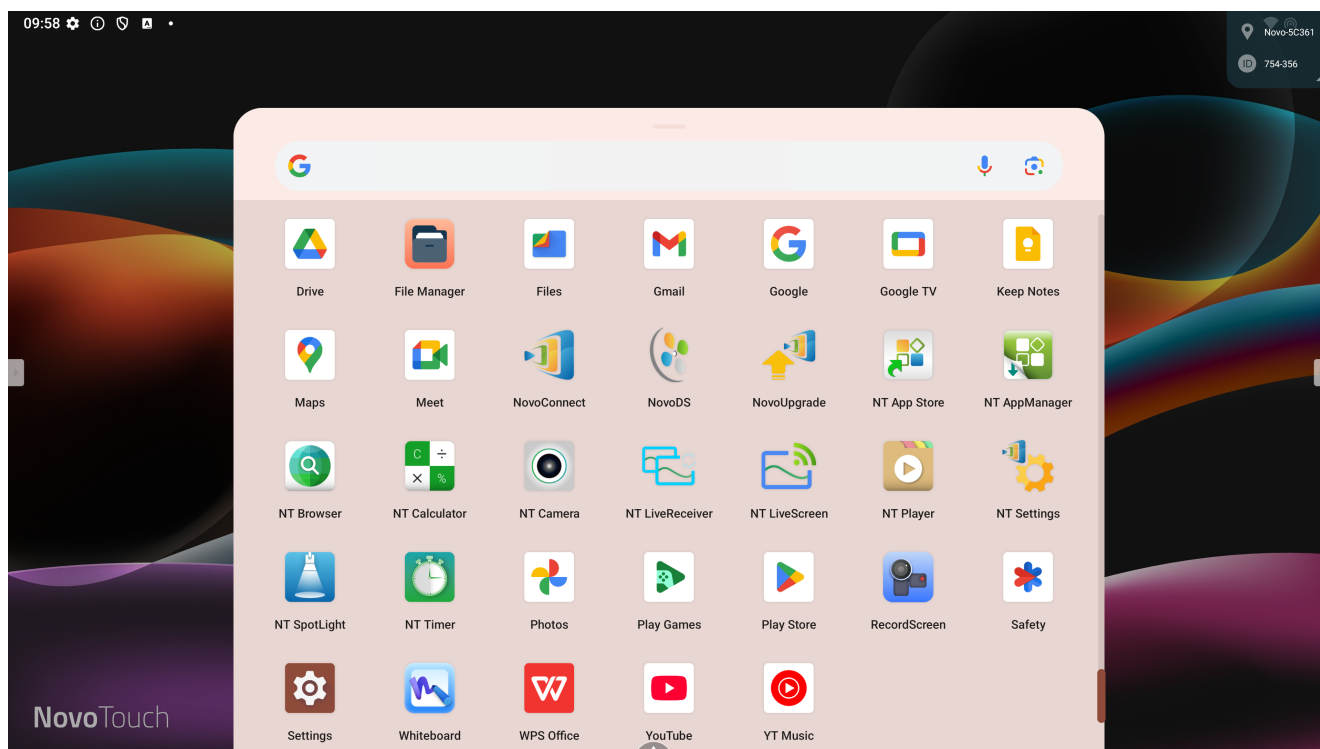 09:58
Novo-5C361
ID 754-356
Drive File Manager Files Gmail Google Google TV Keep Notes
Maps Meet NovoConnect NovoDS NovoUpgrade NT App Store NT AppManager
C ÷
× %
NT Browser NT Calculator NT Camera NT LiveReceiver NT LiveScreen NT Player NT Settings
NT SpotLight NT Timer Photos Play Games Play Store RecordScreen Safety
NovoTouch
Settings Whiteboard WPS Office YouTube YT Music